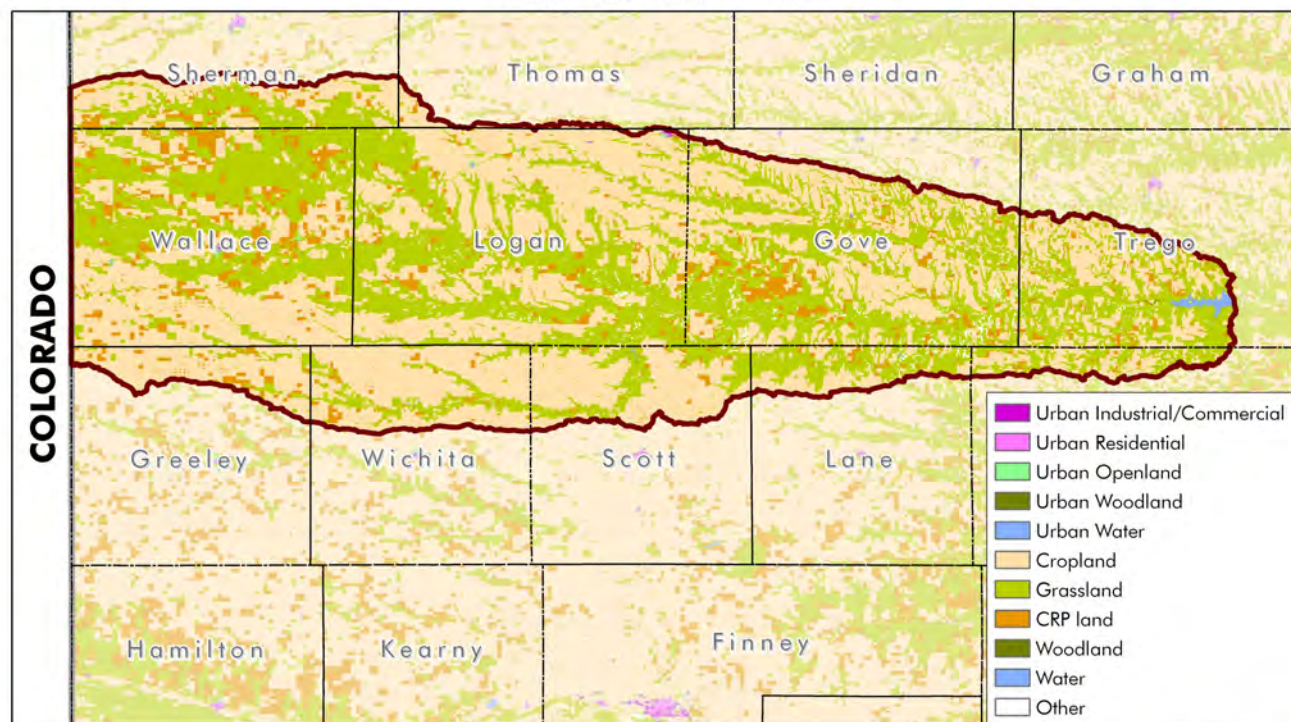 Sherman
Thomas
Sheridan
Graham
Wallace
Logan
Gove
Trego
COLORADO
Greeley
Wichita
Scott
Lane
Hamilton
Kearny
Finney
Urban Industrial/Commercial
Urban Residential
Urban Openland
Urban Woodland
Urban Water
Cropland
Grassland
CRP land
Woodland
Water
Other